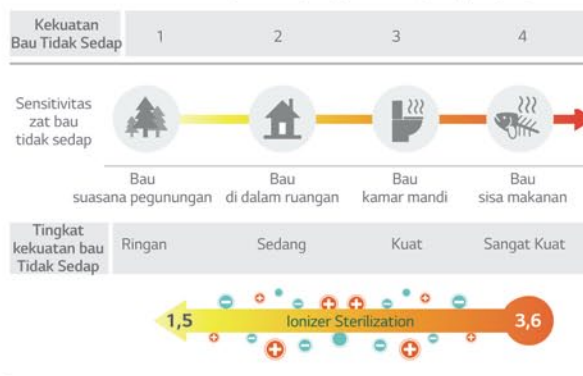 Kekuatan
Bau Tidak Sedap
1
2
3
4
Sensitivitas
zat bau
tidak sedap
Bau
suasana pegunungan
Bau
di dalam ruangan
Bau
kamar mandi
Bau
sisa makanan
Tingkat
kekuatan bau
Tidak Sedap
Ringan
Sedang
Kuat
Sangat Kuat
1,5
Ionizer Sterilization
3,6